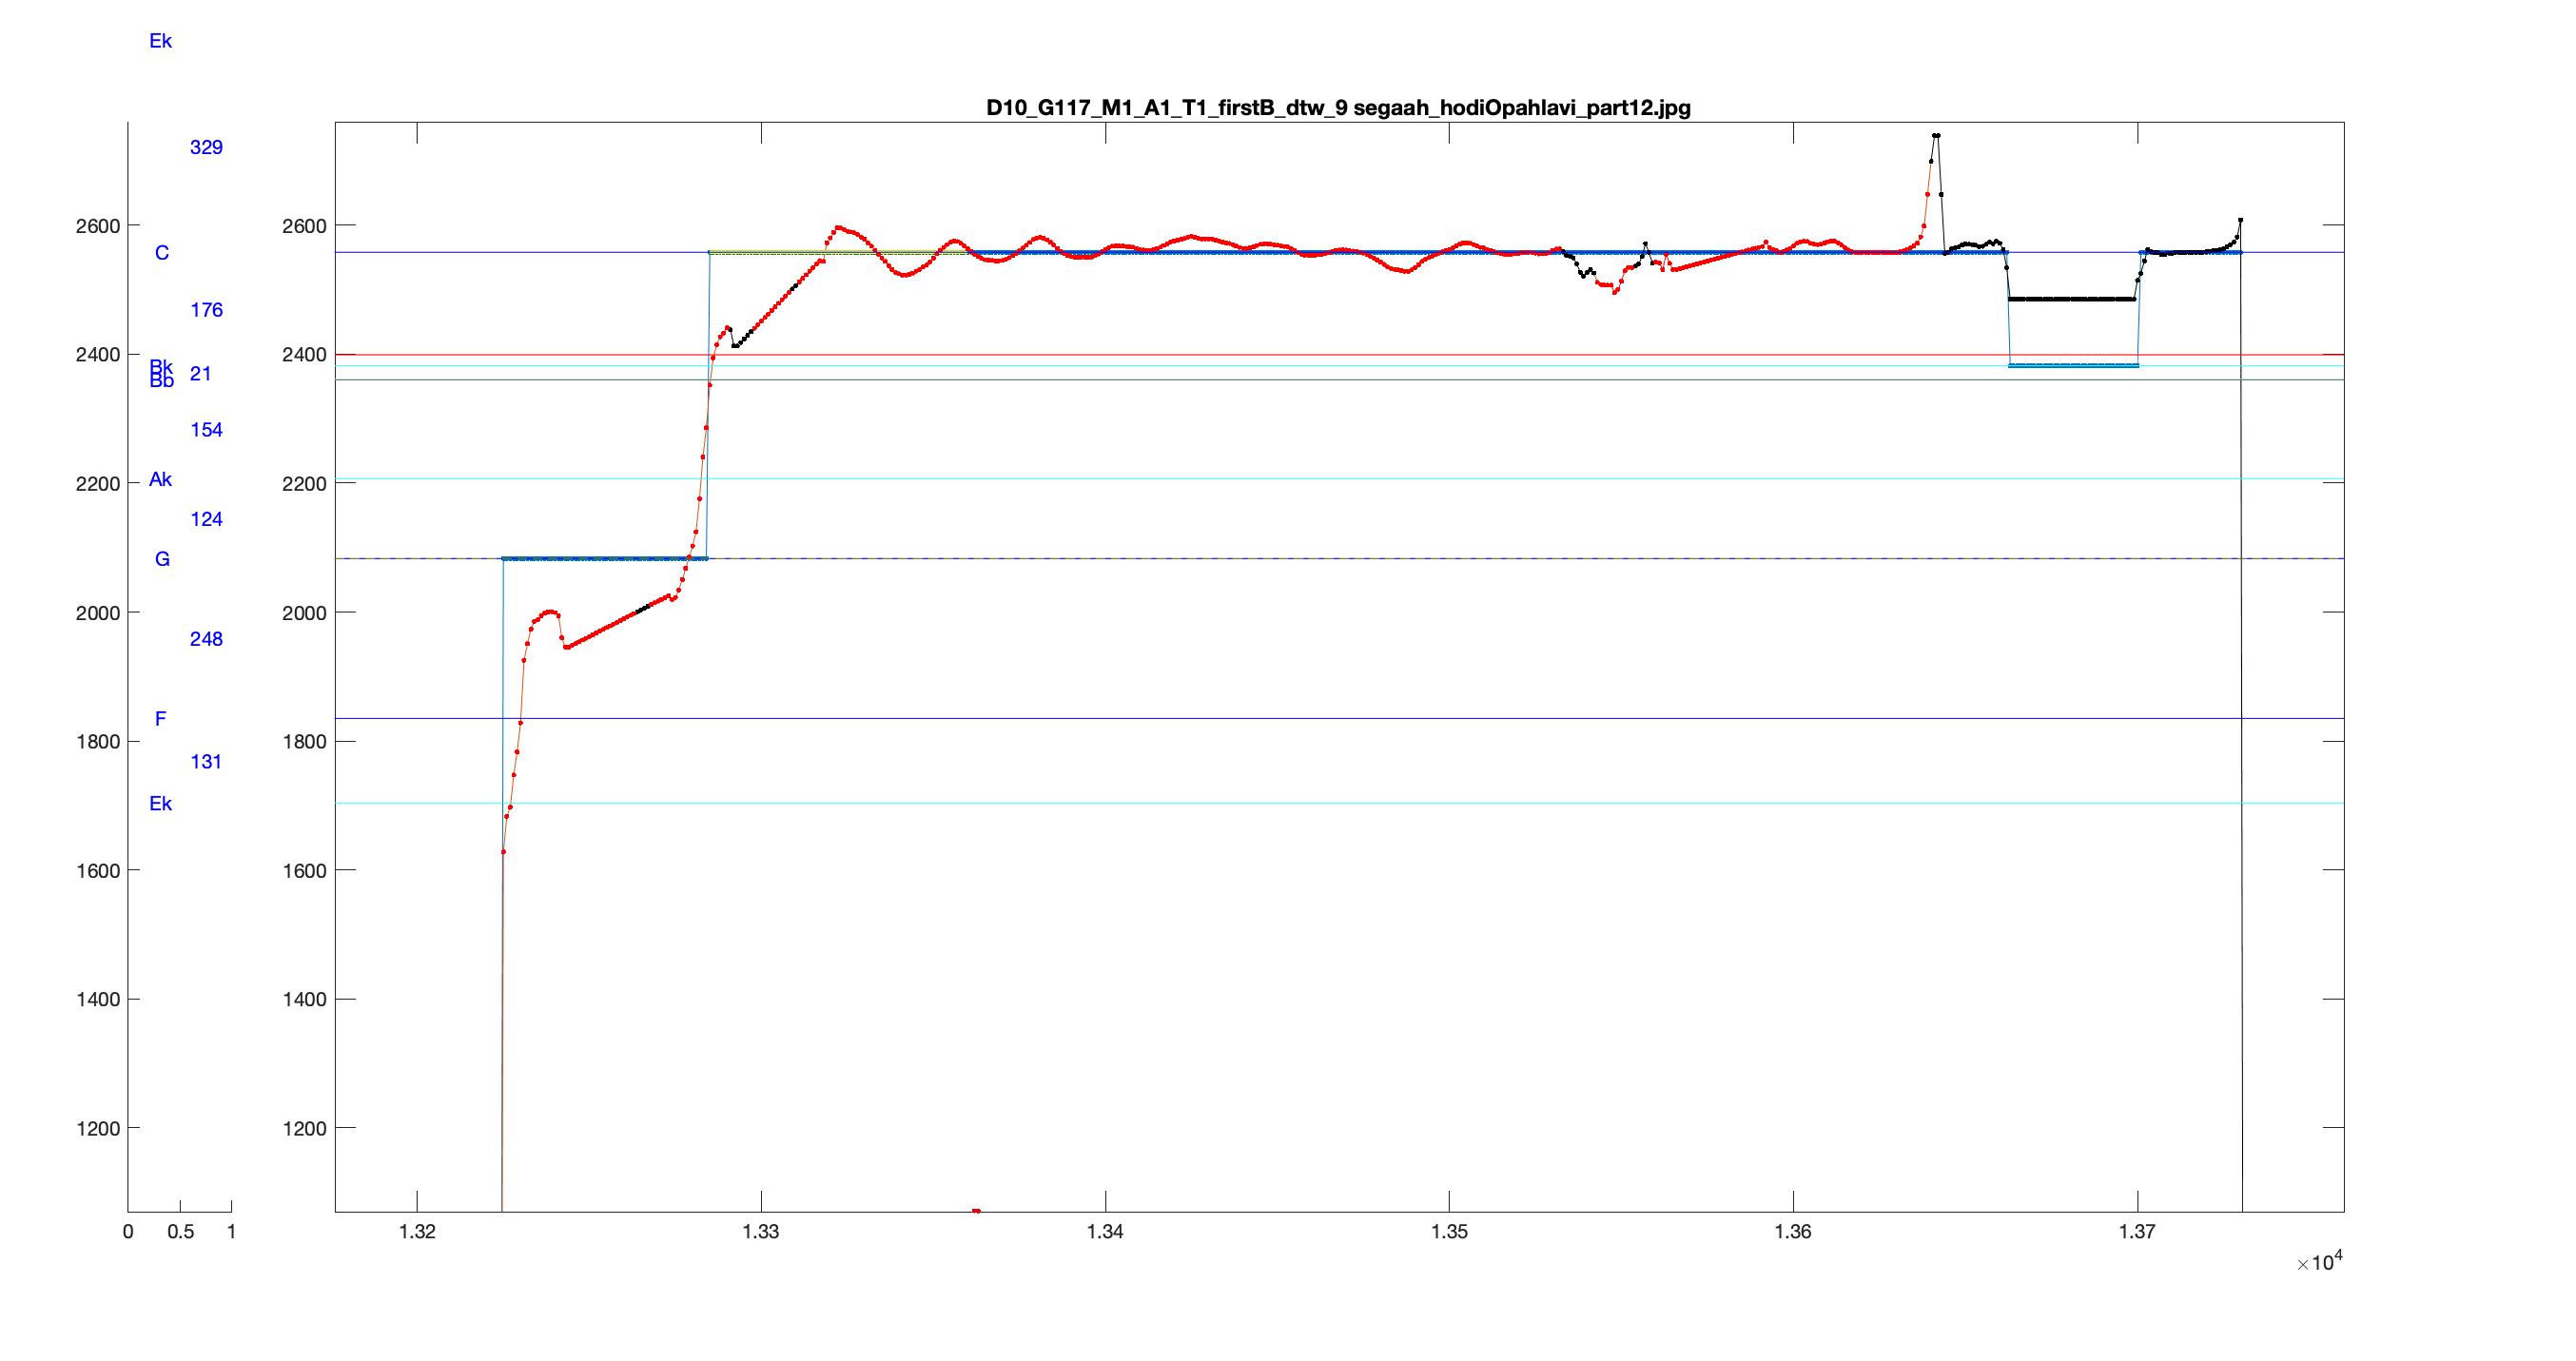 Ek
D10_G117_M1_A1_T1_firstB_dtw_9 segaah_hodiOpahlavi_part12.jpg
329
2600 2600
C
176
2400 2400
Bk
21
Bb
154
2200 Ak 2200
124
G
2000 2000
248
F
1800 1800
131
Ek
1600 1600
1400 1400
1200 1200
0 0.5 1 1.32 1.33 1.34 1.35 1.36 1.37
×10^4